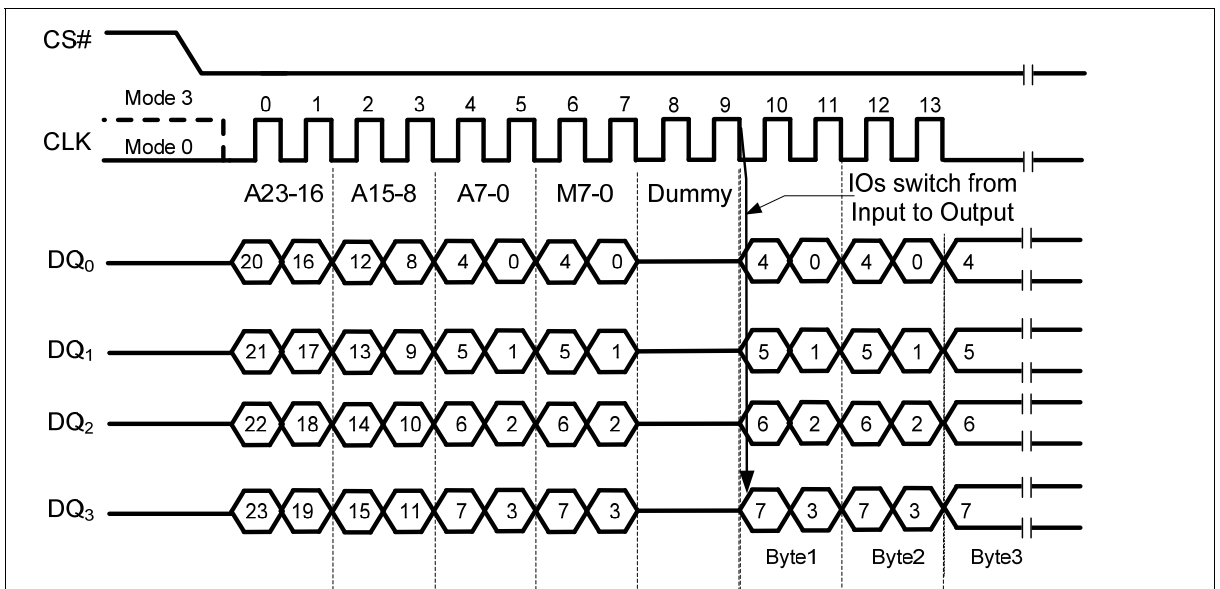 CS#
Mode 3
0 1 2 3 4 5 6 7 8 9 10 11 12 13
CLK
Mode 0
A23-16 A15-8 A7-0 M7-0 Dummy
IOs switch from
Input to Output
DQ0 20 16 12 8 4 0 4 0 4 0 4 0 4
DQ1 21 17 13 9 5 1 5 1 5 1 5 1 5
DQ2 22 18 14 10 6 2 6 2 6 2 6 2 6
DQ3 23 19 15 11 7 3 7 3 7 3 7 3 7
Byte1 Byte2 Byte3